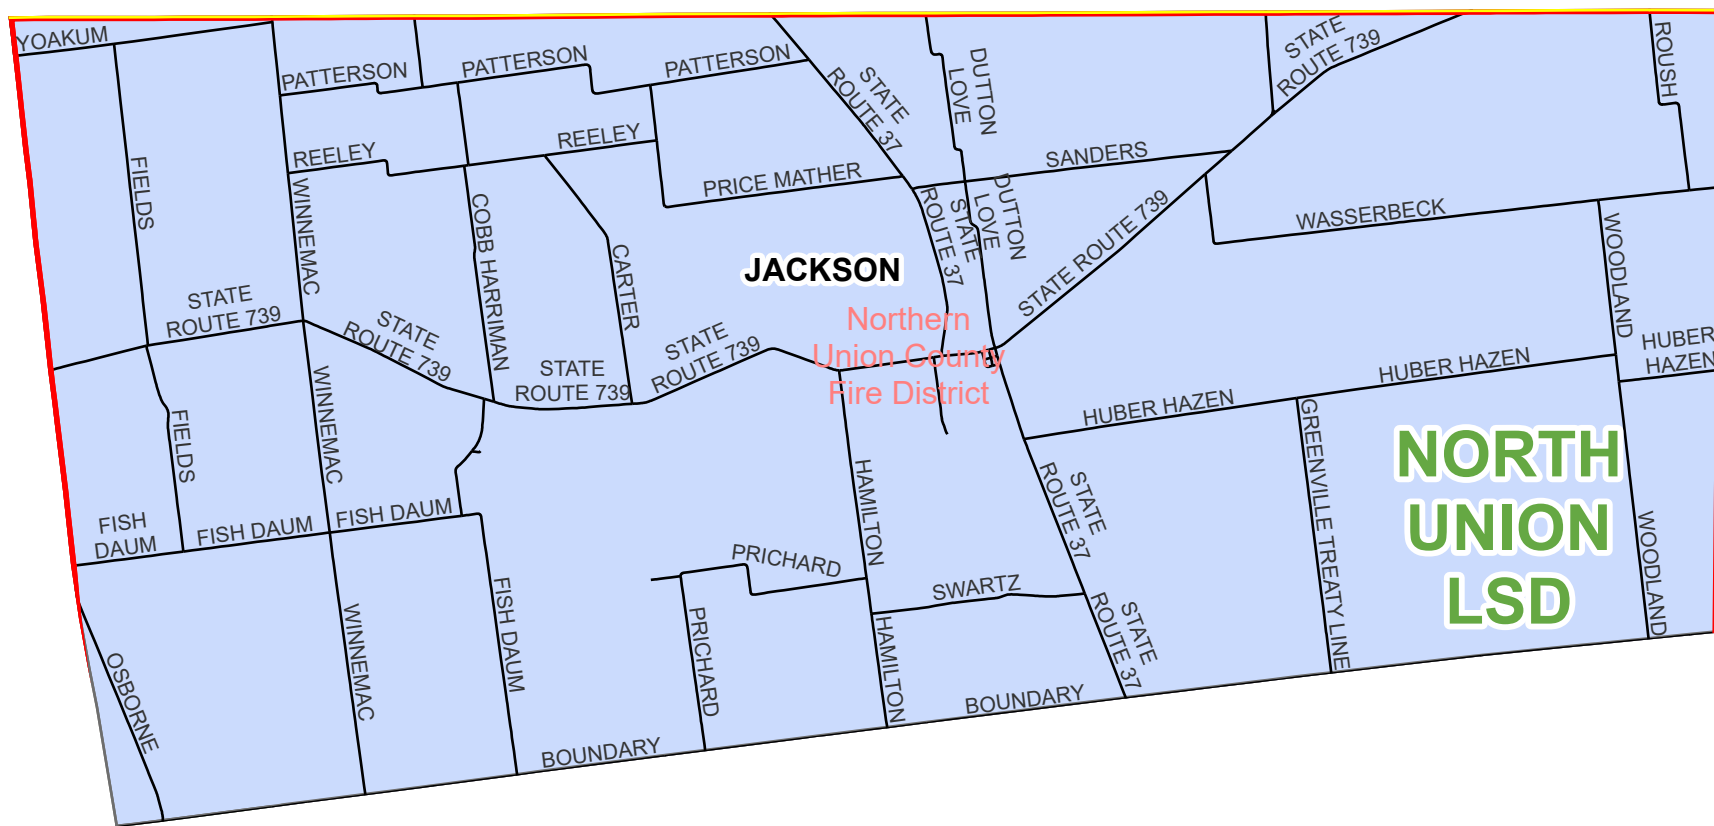 YOAKUM
PATTERSON
PATTERSON
PATTERSON
STATE
ROUTE 37
DUTTON
LOVE
STATE
ROUTE 739
ROUSH
FIELDS
REELEY
REELEY
WINNEMAC
COBB HARRIMAN
CARTER
PRICE MATHER
SANDERS
STATE
ROUTE 37
DUTTON
LOVE
STATE ROUTE 739
WASSERBECK
WOODLAND
JACKSON
STATE
ROUTE 739
STATE
ROUTE 739
STATE
ROUTE 739
STATE
ROUTE 739
Northern
Union County
Fire District
HUBER HAZEN
HUBER HAZEN
HUBER
HAZEN
FIELDS
WINNEMAC
HAMILTON
STATE
ROUTE 37
GREENVILLE TREATY LINE
NORTH
UNION
LSD
WOODLAND
FISH
DAUM
FISH DAUM
FISH DAUM
FISH DAUM
PRICHARD
PRICHARD
SWARTZ
HAMILTON
STATE
ROUTE 37
OSBORNE
WINNEMAC
BOUNDARY
BOUNDARY